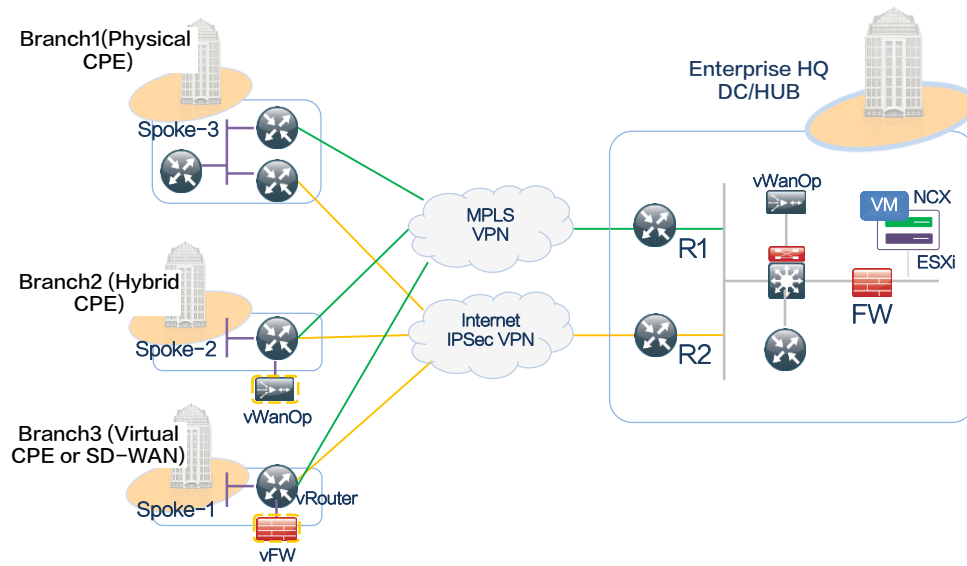 Branch1(Physical
CPE)
Spoke-3
Enterprise HQ
DC/HUB
MPLS
VPN
R1
vWanOp
VM
NCX
ESXi
Branch2 (Hybrid
CPE)
Spoke-2
vWanOp
Internet
IPSec VPN
R2
FW
Branch3 (Virtual
CPE or SD-WAN)
Spoke-1
vRouter
vFW